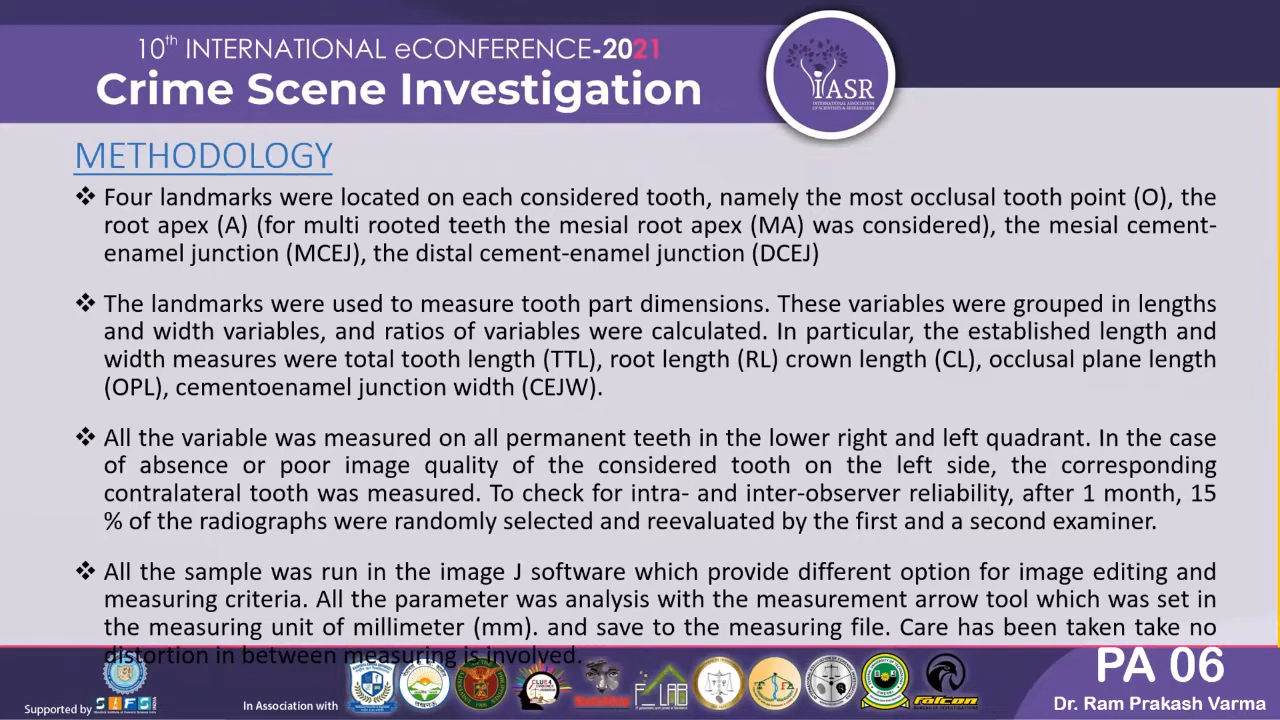 10th INTERNATIONAL eCONFERENCE-2021
Crime Scene Investigation
iASR
INTERNATIONAL ASSOCIATION
OF SCIENTISTS & RESEARCHERS
METHODOLOGY
❖ Four landmarks were located on each considered tooth, namely the most occlusal tooth point (O), the
root apex (A) (for multi rooted teeth the mesial root apex (MA) was considered), the mesial cement-
enamel junction (MCEJ), the distal cement-enamel junction (DCEJ)
❖ The landmarks were used to measure tooth part dimensions. These variables were grouped in lengths
and width variables, and ratios of variables were calculated. In particular, the established length and
width measures were total tooth length (TTL), root length (RL) crown length (CL), occlusal plane length
(OPL), cementoenamel junction width (CEJW).
❖ All the variable was measured on all permanent teeth in the lower right and left quadrant. In the case
of absence or poor image quality of the considered tooth on the left side, the corresponding
contralateral tooth was measured. To check for intra- and inter-observer reliability, after 1 month, 15
% of the radiographs were randomly selected and reevaluated by the first and a second examiner.
❖ All the sample was run in the image J software which provide different option for image editing and
measuring criteria. All the parameter was analysis with the measurement arrow tool which was set in
the measuring unit of millimeter (mm). and save to the measuring file. Care has been taken take no
distortion in between measuring is involved.
Supported by SIFS
In Association with
falcon
PA 06
Dr. Ram Prakash Varma